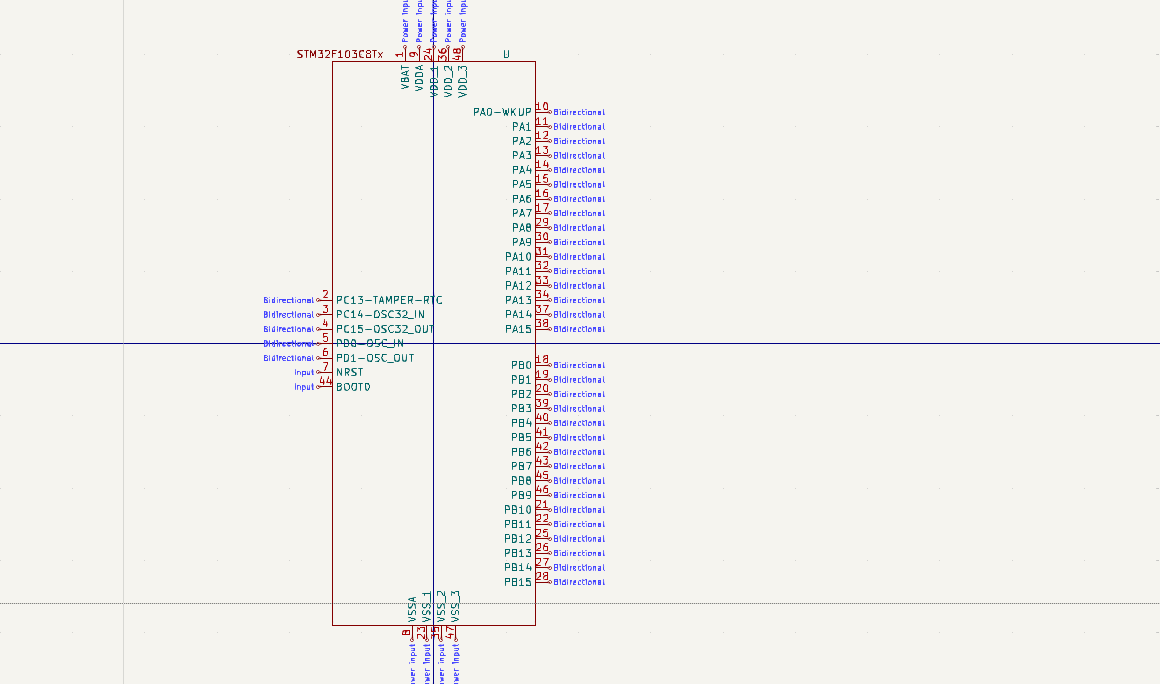 Power Input Power Input Power Input Power Input Power Input
STM32F103C8Tx 1 9 24 36 48 U
VBAT VDDA VDD_1 VDD_2 VDD_3
PA0-WKUP 10 Bidirectional
PA1 11 Bidirectional
PA2 12 Bidirectional
PA3 13 Bidirectional
PA4 14 Bidirectional
PA5 15 Bidirectional
PA6 16 Bidirectional
PA7 17 Bidirectional
PA8 29 Bidirectional
PA9 30 Bidirectional
PA10 31 Bidirectional
PA11 32 Bidirectional
PA12 33 Bidirectional
Bidirectional 2 PC13-TAMPER-RTC PA13 34 Bidirectional
Bidirectional 3 PC14-OSC32_IN PA14 37 Bidirectional
Bidirectional 4 PC15-OSC32_OUT PA15 38 Bidirectional
Bidirectional 5 PD0-OSC_IN
Bidirectional 6 PD1-OSC_OUT
PB0 18 Bidirectional
Input 7 NRST
PB1 19 Bidirectional
Input 44 BOOT0
PB2 20 Bidirectional
PB3 39 Bidirectional
PB4 40 Bidirectional
PB5 41 Bidirectional
PB6 42 Bidirectional
PB7 43 Bidirectional
PB8 45 Bidirectional
PB9 46 Bidirectional
PB10 21 Bidirectional
PB11 22 Bidirectional
PB12 25 Bidirectional
PB13 26 Bidirectional
PB14 27 Bidirectional
PB15 28 Bidirectional
VSSA VSS_1 VSS_2 VSS_3
8 23 35 47
wer Input wer Input wer Input wer Input